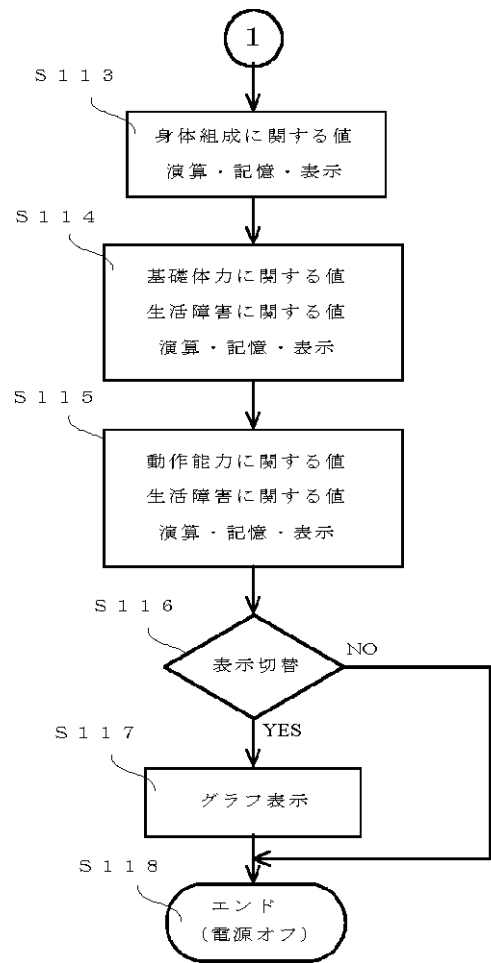 1
S113
身体組成に関する値
演算・記憶・表示
S114
基礎体力に関する値
生活障害に関する値
演算・記憶・表示
S115
動作能力に関する値
生活障害に関する値
演算・記憶・表示
S116
表示切替
NO
YES
S117
グラフ表示
S118
エンド
(電源オフ)